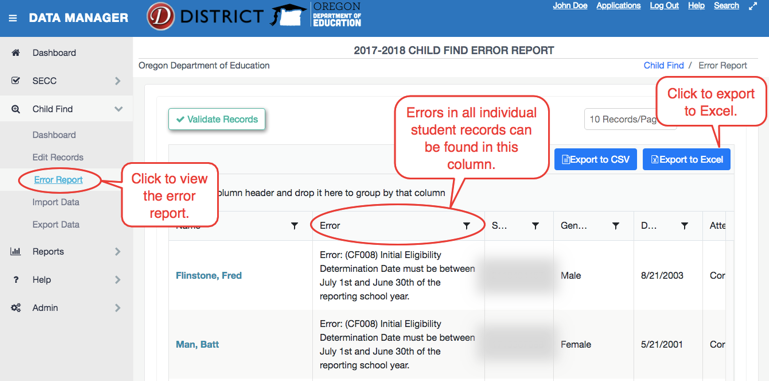 DATA MANAGER
DISTRICT
OREGON
DEPARTMENT OF
EDUCATION
John Doe Applications Log Out Help Search
2017-2018 CHILD FIND ERROR REPORT
Oregon Department of Education
Child Find / Error Report
Dashboard
SECC
Child Find
Dashboard
Edit Records
Error Report
Import Data
Export Data
Reports
? Help
Admin
Click to view
the error
report.
Validate Records
Errors in all individual
student records can
be found in this
column.
10 Records/Pag
Click to export
to Excel.
Export to CSV
Export to Excel
olumn header and drop it here to group by that column
Name Error S... Gen... D... Atte
Flinstone, Fred
Error: (CF008) Initial Eligibility
Determination Date must be between
July 1st and June 30th of the
reporting school year.
Male 8/21/2003 Cor
Man, Batt
Error: (CF008) Initial Eligibility
Determination Date must be between
July 1st and June 30th of the
reporting school year.
Female 5/21/2001 Cor